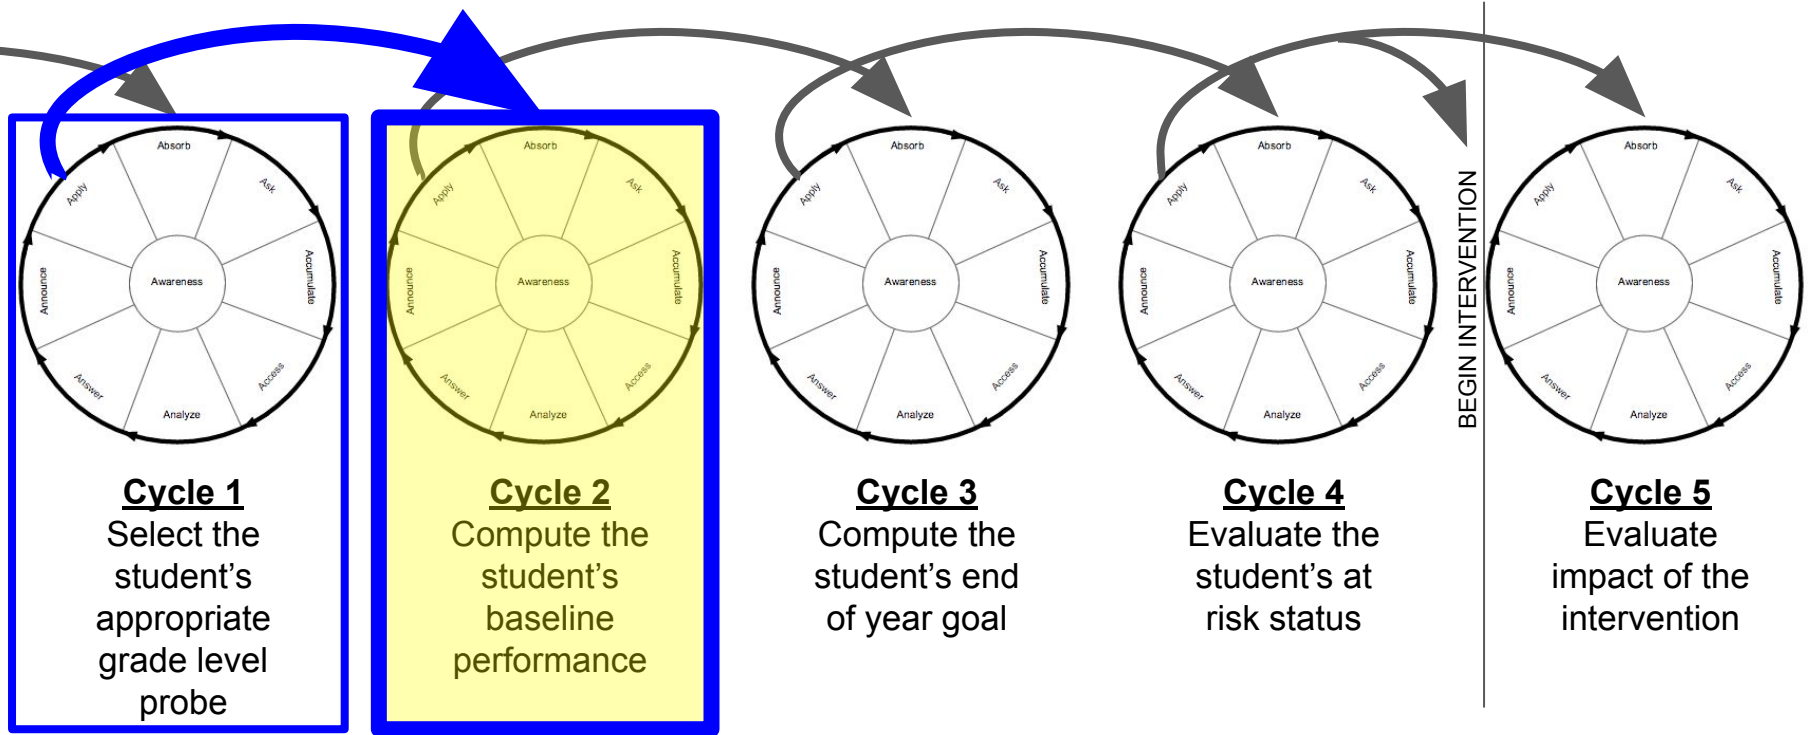 Absorb
Ask
Accumulate
Access
Analyze
Answer
Announce
Apply
Awareness
Cycle 1
Select the
student’s
appropriate
grade level
probe
Absorb
Ask
Accumulate
Access
Analyze
Answer
Announce
Apply
Awareness
Cycle 2
Compute the
student’s
baseline
performance
Absorb
Ask
Accumulate
Access
Analyze
Answer
Announce
Apply
Awareness
Cycle 3
Compute the
student’s end
of year goal
Absorb
Ask
Accumulate
Access
Analyze
Answer
Announce
Apply
Awareness
Cycle 4
Evaluate the
student’s at
risk status
BEGIN INTERVENTION
Absorb
Ask
Accumulate
Access
Analyze
Answer
Announce
Apply
Awareness
Cycle 5
Evaluate
impact of the
intervention